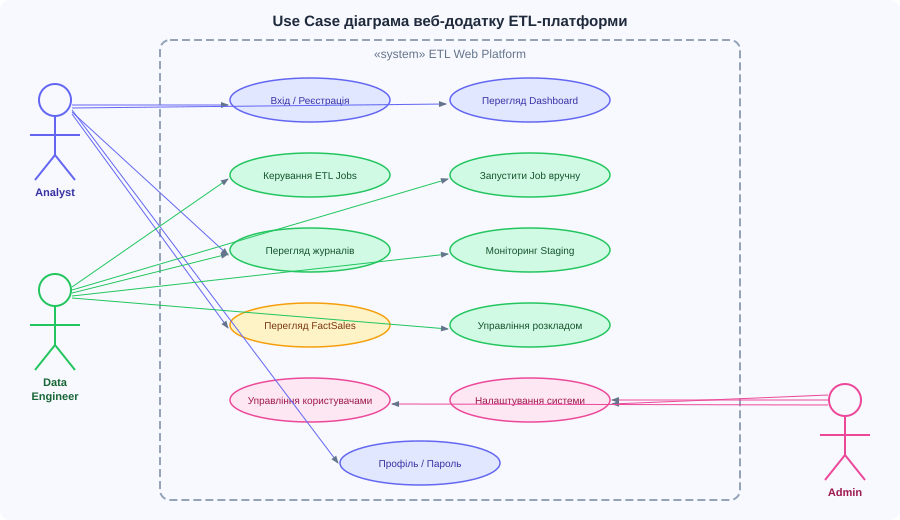 Use Case діаграма веб-додатку ETL-платформи
«system» ETL Web Platform
Вхід / Реєстрація
Перегляд Dashboard
Analyst
Керування ETL Jobs
Запустити Job вручну
Перегляд журналів
Моніторинг Staging
Data
Engineer
Перегляд FactSales
Управління розкладом
Управління користувачами
Налаштування системи
Профіль / Пароль
Admin